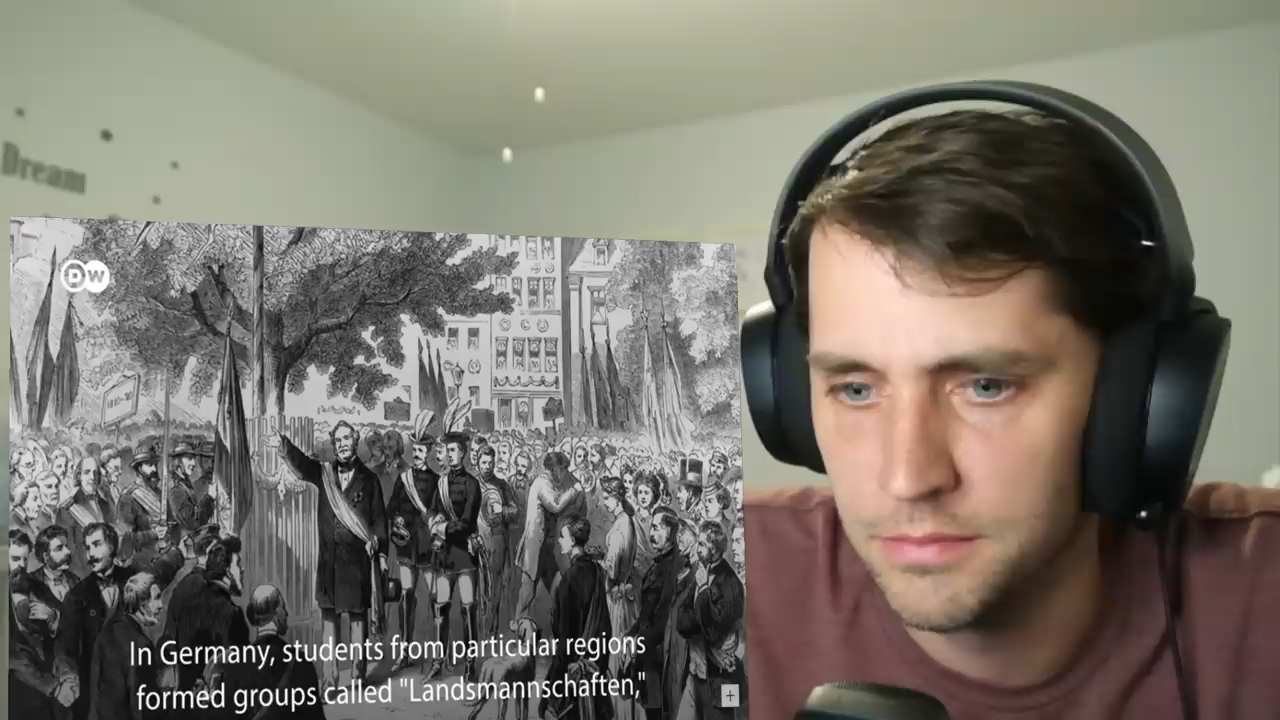 Dream
DW
In Germany, students from particular regions
formed groups called "Landsmannschaften,"